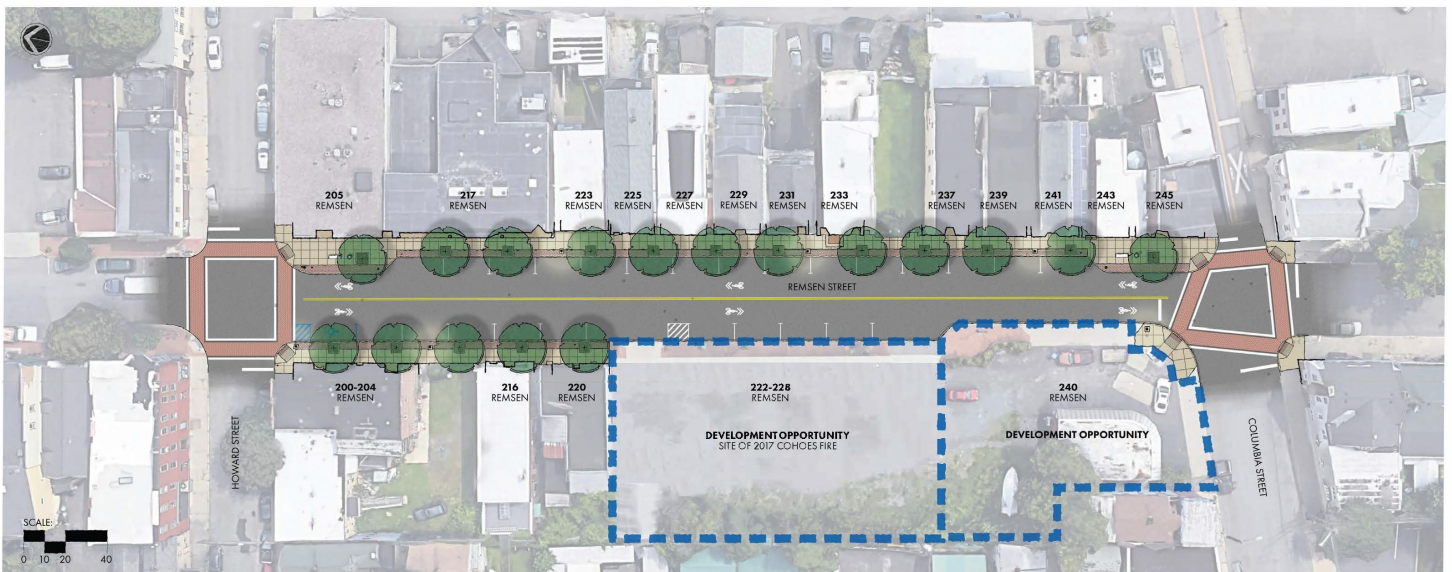 205
REMSEN
217
REMSEN
223
REMSEN
225
REMSEN
227
REMSEN
229
REMSEN
231
REMSEN
233
REMSEN
237
REMSEN
239
REMSEN
241
REMSEN
243
REMSEN
245
REMSEN
REMSEN STREET
200-204
REMSEN
216
REMSEN
220
REMSEN
222-228
REMSEN
DEVELOPMENT OPPORTUNITY
SITE OF 2017 COHOES FIRE
240
REMSEN
DEVELOPMENT OPPORTUNITY
HOWARD STREET
COLUMBIA STREET
SCALE:
0 10 20 40